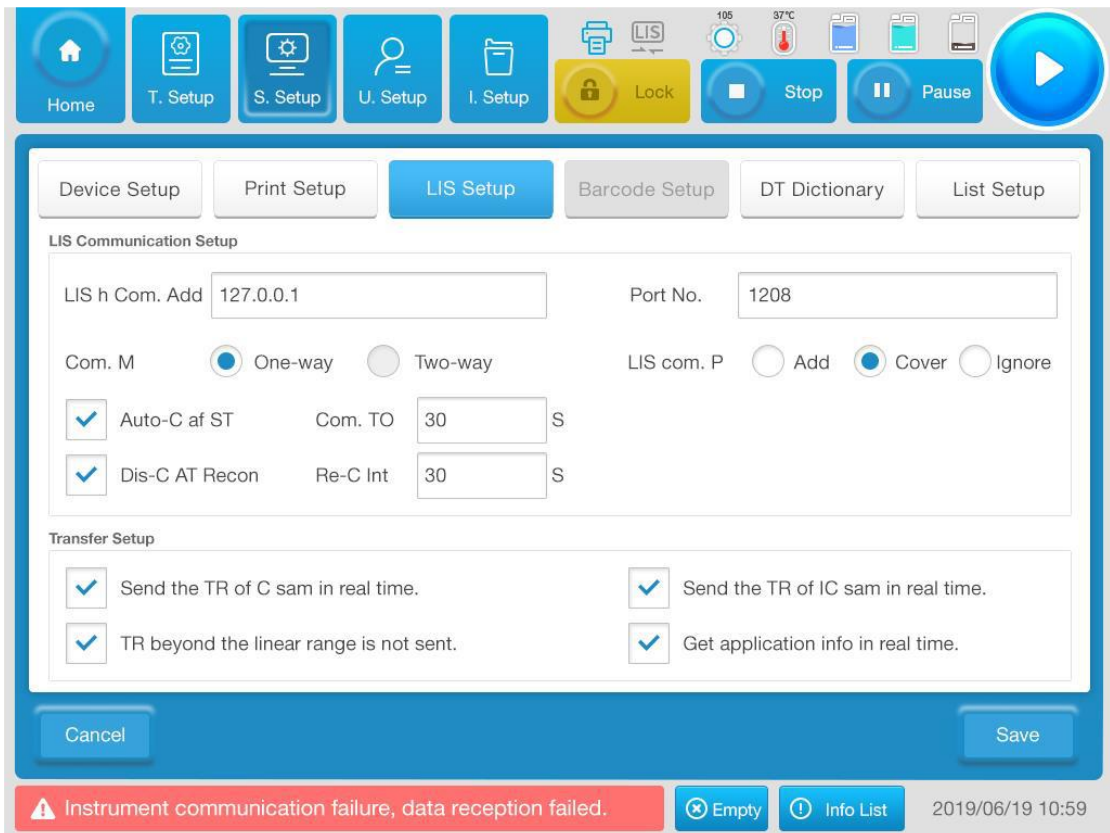 105
37°C
LIS
Home
T. Setup
S. Setup
U. Setup
I. Setup
Lock
Stop
Pause
Device Setup
Print Setup
LIS Setup
Barcode Setup
DT Dictionary
List Setup
LIS Communication Setup
LIS h Com. Add 127.0.0.1
Port No. 1208
Com. M One-way Two-way
LIS com. P Add Cover Ignore
Auto-C af ST Com. TO 30 S
Dis-C AT Recon Re-C Int 30 S
Transfer Setup
Send the TR of C sam in real time.
Send the TR of IC sam in real time.
TR beyond the linear range is not sent.
Get application info in real time.
Cancel
Save
Instrument communication failure, data reception failed.
Empty
Info List
2019/06/19 10:59